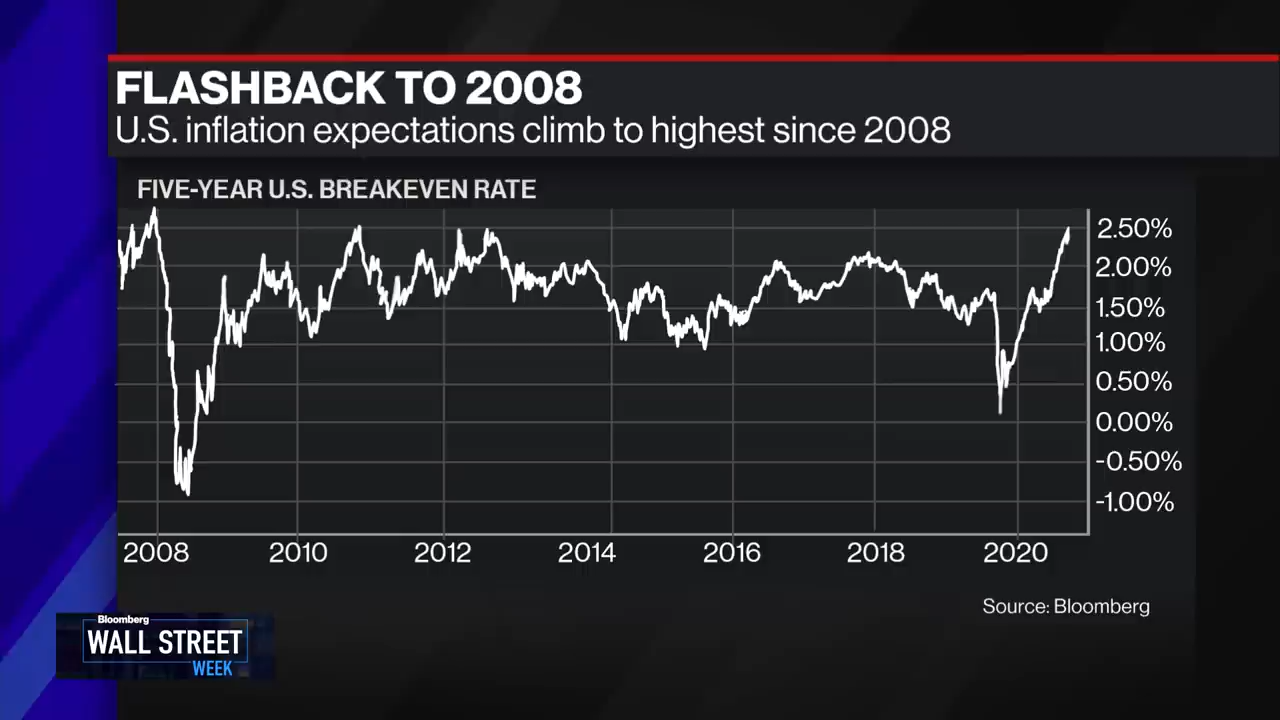 FLASHBACK TO 2008
U.S. inflation expectations climb to highest since 2008
FIVE-YEAR U.S. BREAKEVEN RATE
2.50%
2.00%
1.50%
1.00%
0.50%
0.00%
-0.50%
-1.00%
2008 2010 2012 2014 2016 2018 2020
Source: Bloomberg
Bloomberg
WALL STREET
WEEK